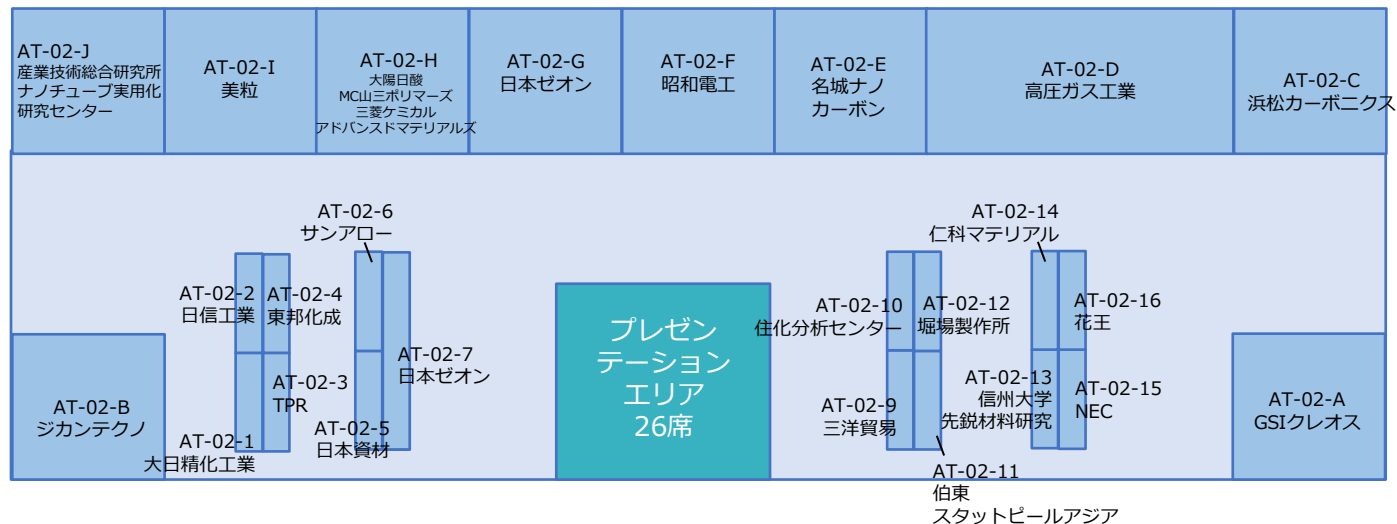 AT-02-J
産業技術総合研究所
ナノチューブ実用化
研究センター
AT-02-I
美粒
AT-02-H
大陽日酸
MC山三ポリマーズ
三菱ケミカル
アドバンスドマテリアルズ
AT-02-G
日本ゼオン
AT-02-F
昭和電工
AT-02-E
名城ナノ
カーボン
AT-02-D
高圧ガス工業
AT-02-C
浜松カーボニクス
AT-02-6
サンアロー
AT-02-14
仁科マテリアル
AT-02-2
日信工業
AT-02-4
東邦化成
AT-02-10
住化分析センター
AT-02-12
堀場製作所
AT-02-16
花王
プレゼン
テーション
エリア
26席
AT-02-7
日本ゼオン
AT-02-3
TPR
AT-02-13
信州大学
先鋭材料研究
AT-02-15
NEC
AT-02-B
ジカンテクノ
AT-02-1
大日精化工業
AT-02-5
日本資材
AT-02-9
三洋貿易
AT-02-A
GSIクレオス
AT-02-11
伯東
スタットピールアジア